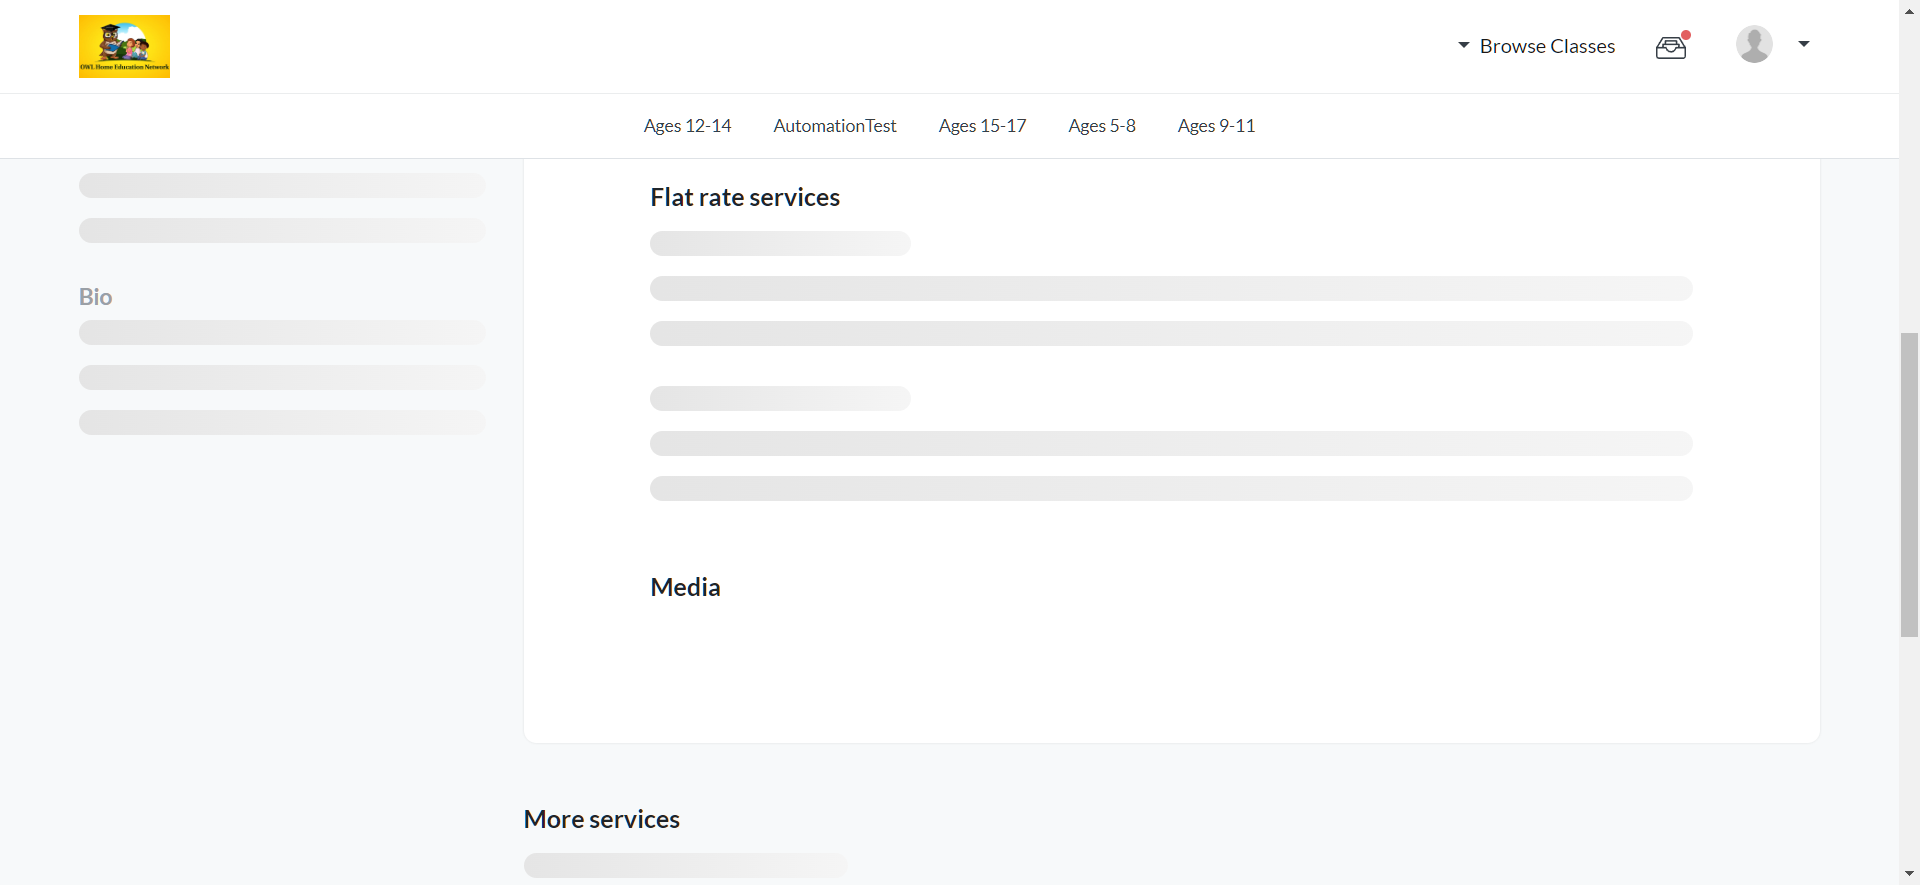 OWL Home Education Network
Browse Classes
Ages 12-14
AutomationTest
Ages 15-17
Ages 5-8
Ages 9-11
Flat rate services
Bio
Media
More services